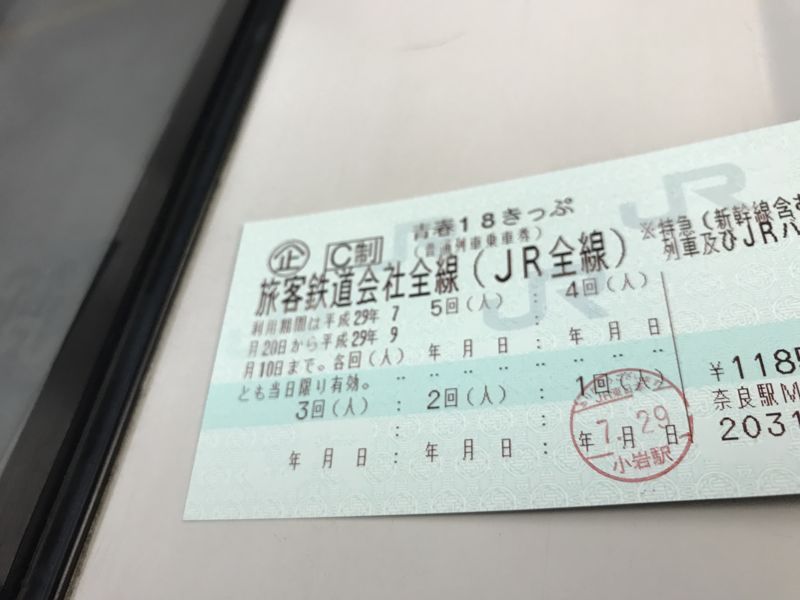 青春18きっぷ
(普通列車乗車券)
企 C制
旅客鉄道会社全線(JR全線)
※特急(新幹線含
列車及びJR
利用期間は平成29年 7
月20日から平成29年 9
月10日まで。各回(人)
とも当日限り有効。
5回(人) : 4回(人)
年 月 日 : 年 月 日
3回(人) : 2回(人) : 1回(人)
年 月 日 : 年 月 日 : 年 月 日
7.29
小岩駅
¥1185
奈良駅M
2031
JR
JR